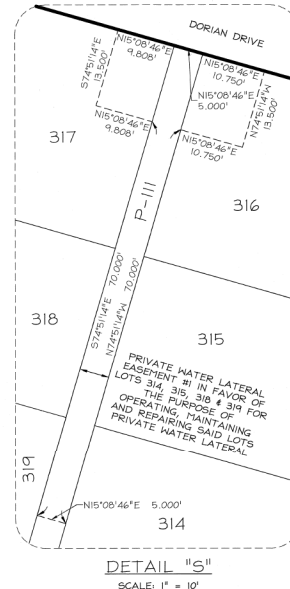 DORIAN DRIVE
N15°08'46"E
9.808'
S74°51'14"E
13.500'
N15°08'46"E
9.808'
N15°08'46"E
10.750'
N15°08'46"E
5.000'
N74°51'14"W
13.500'
N15°08'46"E
10.750'
317
316
P-III
S74°51'14"E 70.000'
N74°51'14"W 70.000'
318
315
PRIVATE WATER LATERAL
EASEMENT #1 IN FAVOR OF
LOTS 314, 315, 318 & 319 FOR
THE PURPOSE OF
OPERATING, MAINTAINING
AND REPAIRING SAID LOTS
PRIVATE WATER LATERAL
319
N15°08'46"E 5.000'
314
DETAIL "S"
SCALE: 1" = 10'